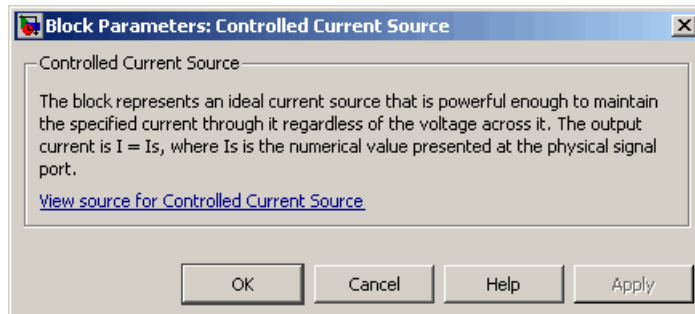 Block Parameters: Controlled Current Source
Controlled Current Source
The block represents an ideal current source that is powerful enough to maintain
the specified current through it regardless of the voltage across it. The output
current is I = Is, where Is is the numerical value presented at the physical signal
port.
View source for Controlled Current Source
OK Cancel Help Apply